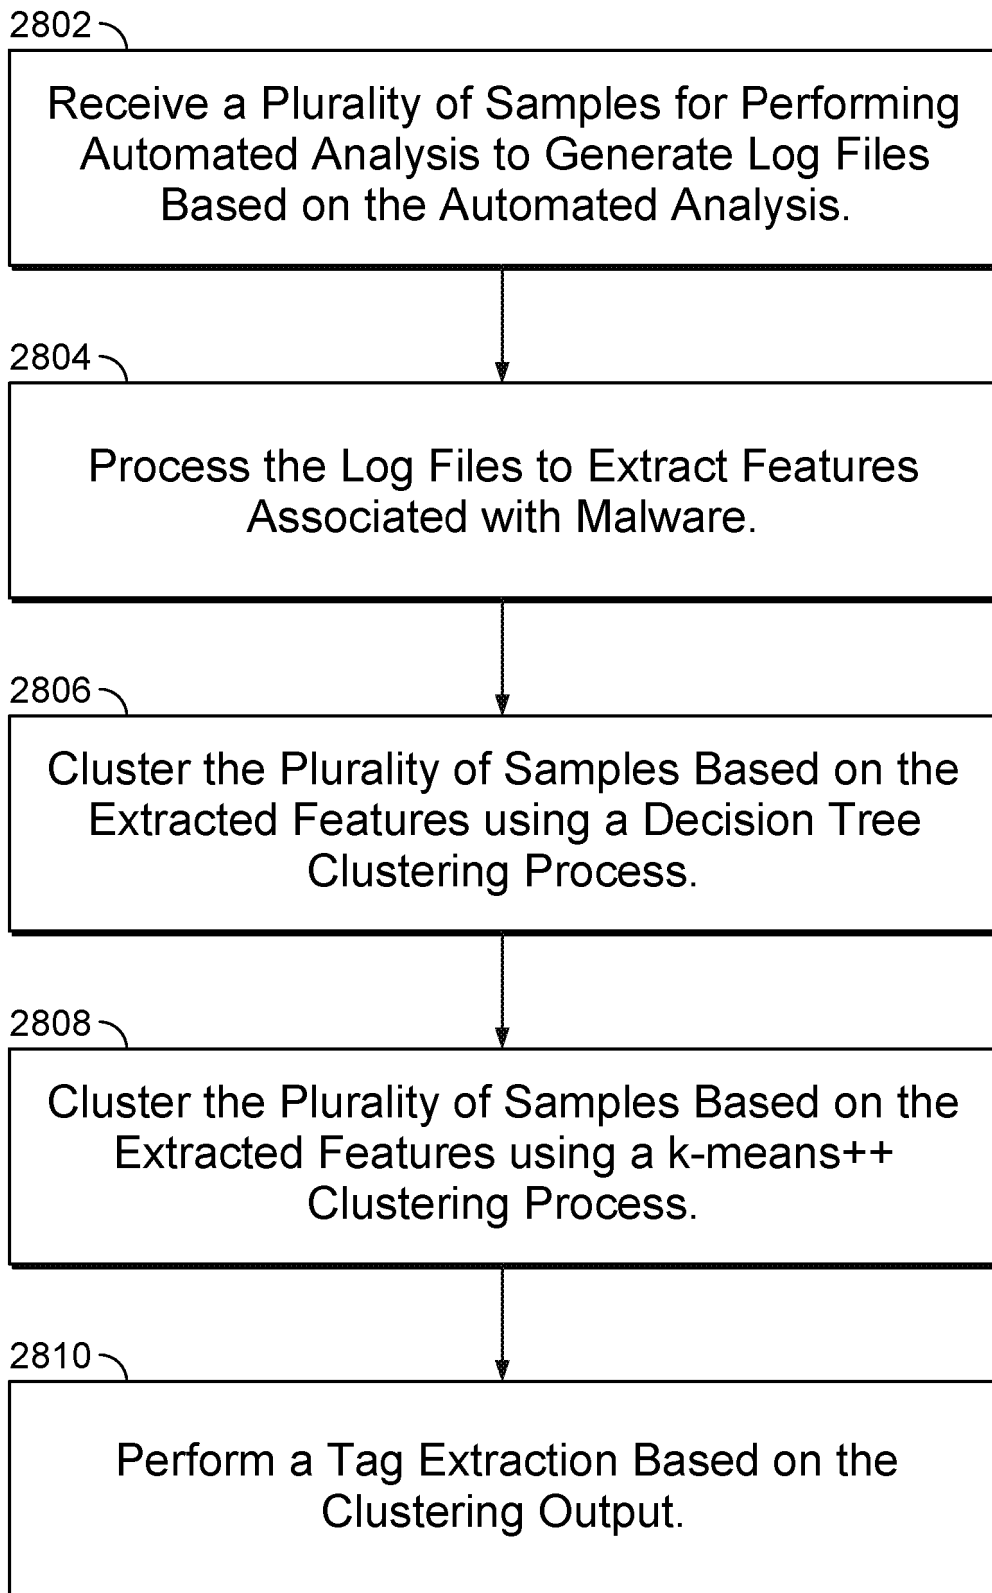 2802
Receive a Plurality of Samples for Performing
Automated Analysis to Generate Log Files
Based on the Automated Analysis.
2804
Process the Log Files to Extract Features
Associated with Malware.
2806
Cluster the Plurality of Samples Based on the
Extracted Features using a Decision Tree
Clustering Process.
2808
Cluster the Plurality of Samples Based on the
Extracted Features using a k-means++
Clustering Process.
2810
Perform a Tag Extraction Based on the
Clustering Output.